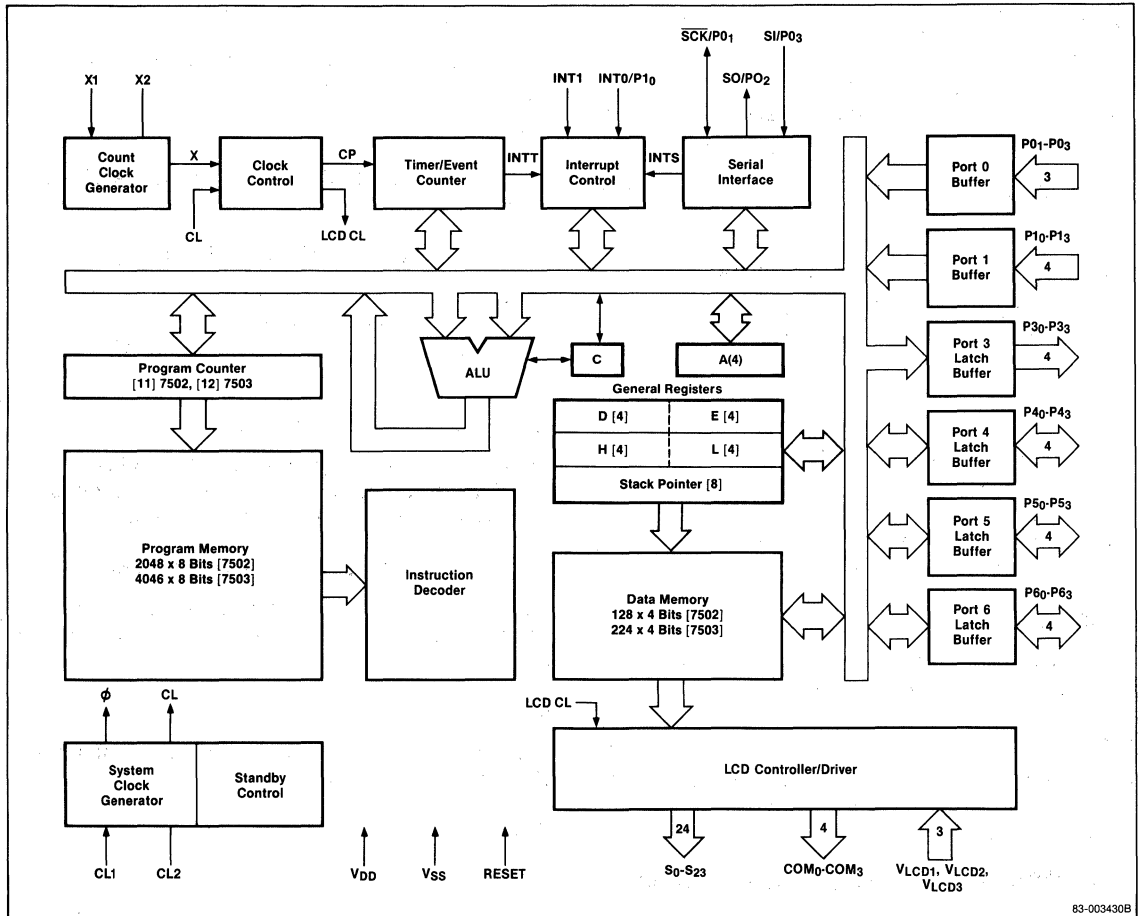 X1
X2
INT1
INT0/P1₀
SCK/P0₁
SI/P0₃
SO/PO₂
Count
Clock
Generator
X
CL
Clock
Control
CP
LCD CL
Timer/Event
Counter
INTT
Interrupt
Control
INTS
Serial
Interface
Port 0
Buffer
P0₁-P0₃
3
Port 1
Buffer
P1₀-P1₃
4
Port 3
Latch
Buffer
P3₀-P3₃
4
Port 4
Latch
Buffer
P4₀-P4₃
4
Port 5
Latch
Buffer
P5₀-P5₃
4
Port 6
Latch
Buffer
P6₀-P6₃
4
Program Counter
[11] 7502, [12] 7503
ALU
C
A(4)
General Registers
D [4]
E [4]
H [4]
L [4]
Stack Pointer [8]
Program Memory
2048 x 8 Bits [7502]
4046 x 8 Bits [7503]
Instruction
Decoder
Data Memory
128 x 4 Bits [7502]
224 x 4 Bits [7503]
ϕ
CL
System
Clock
Generator
Standby
Control
CL1
CL2
VDD
VSS
RESET
LCD CL
LCD Controller/Driver
24
4
3
S₀-S₂₃
COM₀-COM₃
VLCD1, VLCD2,
VLCD3
83-003430B